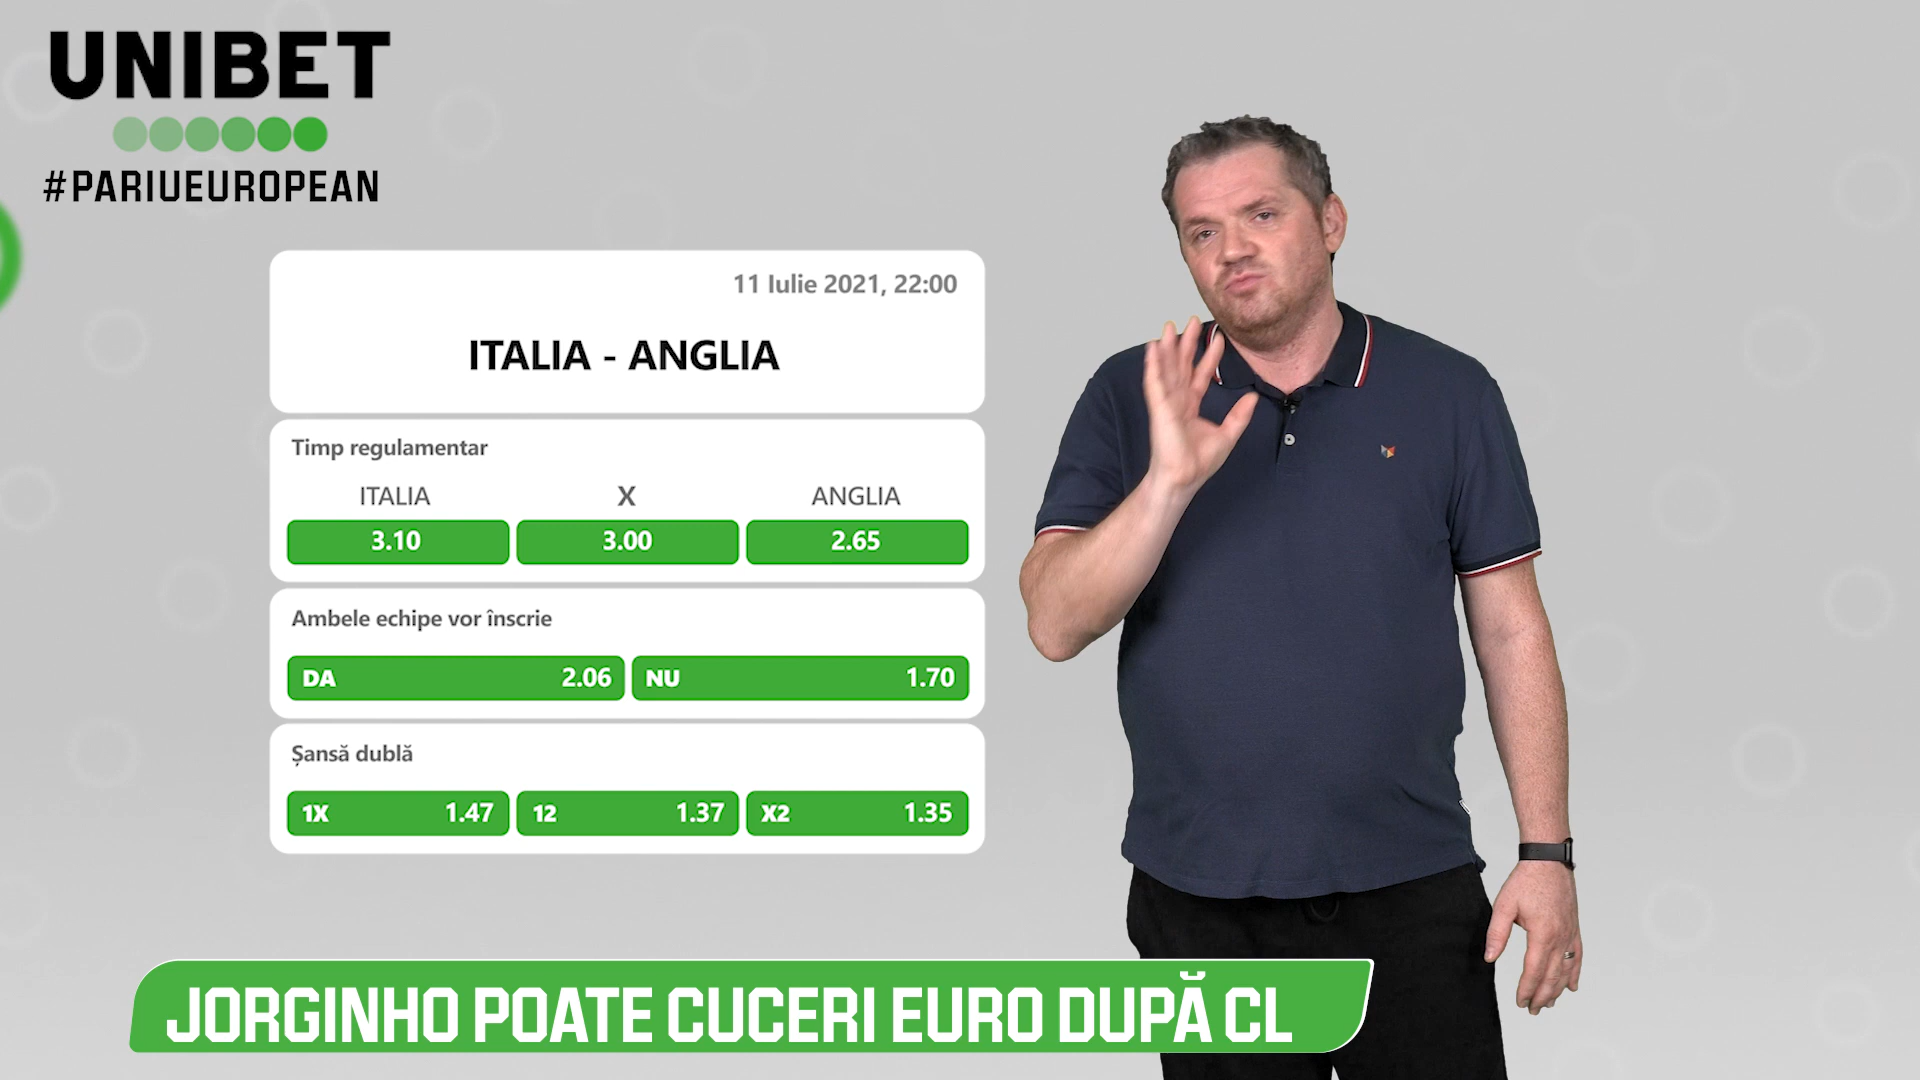 UNIBET
#PARIUEUROPEAN
11 Iulie 2021, 22:00
ITALIA - ANGLIA
Timp regulamentar
ITALIA X ANGLIA
3.10 3.00 2.65
Ambele echipe vor înscrie
DA 2.06 NU 1.70
Șansă dublă
1X 1.47 12 1.37 X2 1.35
JORGINHO POATE CUCERI EURO DUPĂ CL